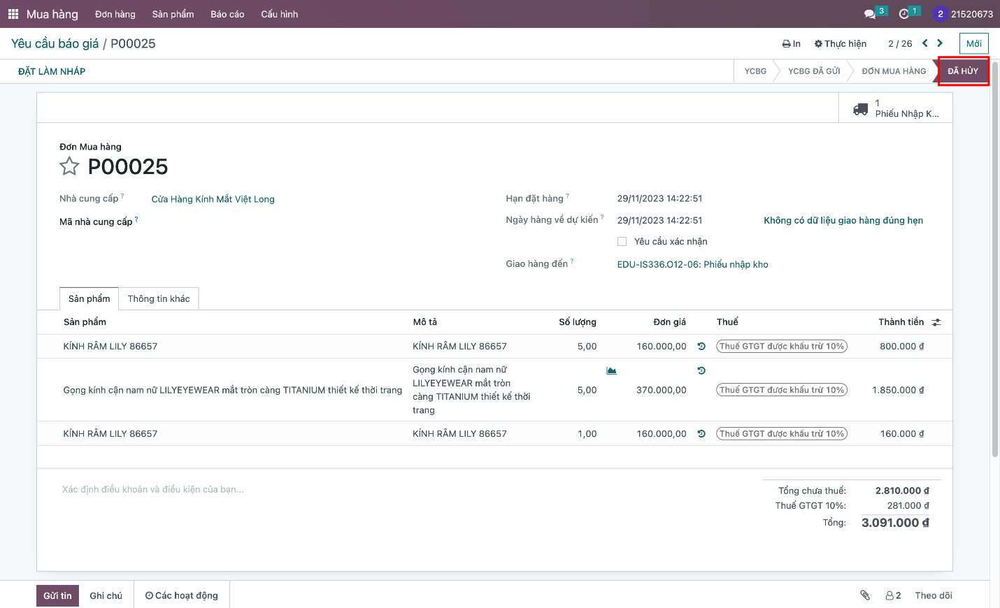 Mua hàng Đơn hàng Sản phẩm Báo cáo Cấu hình 3 1 2 21520673
Yêu cầu báo giá / P00025 In Thực hiện 2 / 26 Mới
ĐẶT LÀM NHÁP YCBG YCBG ĐÃ GỬI ĐƠN MUA HÀNG ĐÃ HỦY
1
Phiếu Nhập K...
Đơn Mua hàng
P00025
Nhà cung cấp ? Cửa Hàng Kính Mắt Việt Long Hạn đặt hàng ? 29/11/2023 14:22:51
Mã nhà cung cấp ? Ngày hàng về dự kiến ? 29/11/2023 14:22:51 Không có dữ liệu giao hàng đúng hẹn
Yêu cầu xác nhận
Giao hàng đến ? EDU-IS336.O12-06: Phiếu nhập kho
Sản phẩm Thông tin khác
Sản phẩm Mô tả Số lượng Đơn giá Thuế Thành tiền
KÍNH RÂM LILY 86657 KÍNH RÂM LILY 86657 5,00 160.000,00 Thuế GTGT được khấu trừ 10% 800.000 ₫
Gọng kính cận nam nữ LILYEYEWEAR mắt tròn càng TITANIUM thiết kế thời trang Gọng kính cận nam nữ
LILYEYEWEAR mắt tròn
càng TITANIUM thiết kế thời
trang 5,00 370.000,00 Thuế GTGT được khấu trừ 10% 1.850.000 ₫
KÍNH RÂM LILY 86657 KÍNH RÂM LILY 86657 1,00 160.000,00 Thuế GTGT được khấu trừ 10% 160.000 ₫
Xác định điều khoản và điều kiện của bạn... Tổng chưa thuế: 2.810.000 ₫
Thuế GTGT 10%: 281.000 ₫
Tổng: 3.091.000 ₫
Gửi tin Ghi chú Các hoạt động 2 Theo dõi